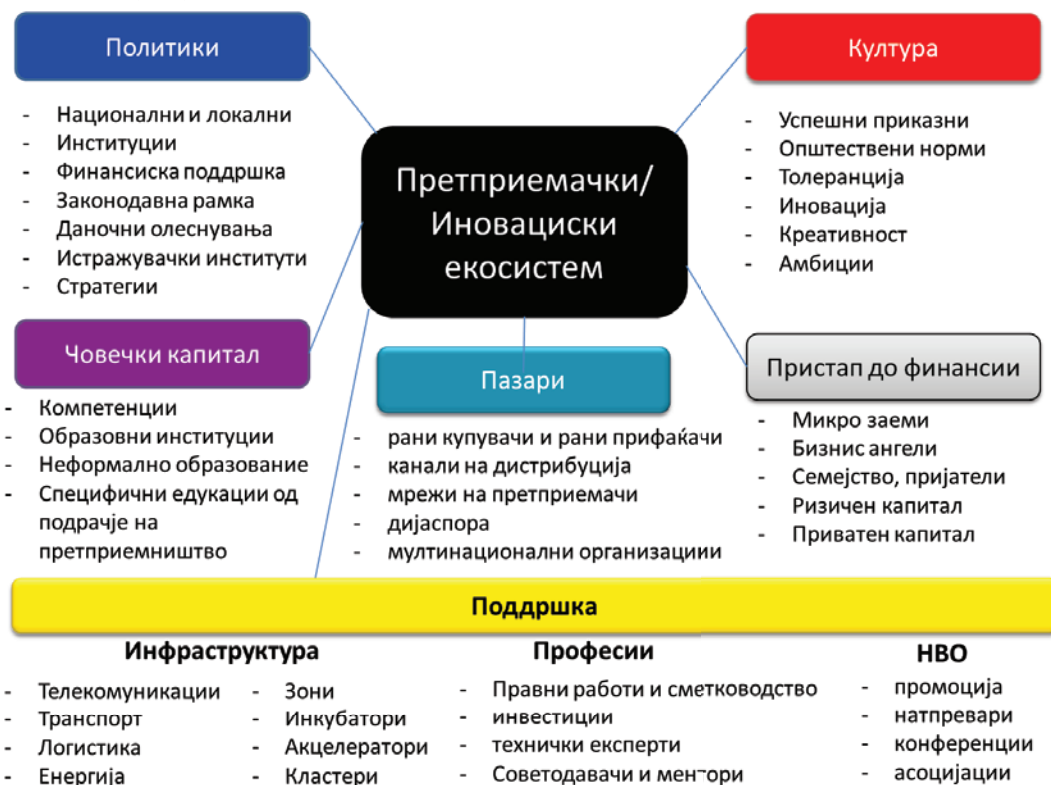 Политики
- Национални и локални
- Институции
- Финансиска поддршка
- Законодавна рамка
- Даночни олеснувања
- Истражувачки институти
- Стратегии
Претприемачки/
Иновациски
екосистем
Култура
- Успешни приказни
- Општествени норми
- Толеранција
- Иновација
- Креативност
- Амбиции
Човечки капитал
- Компетенции
- Образовни институции
- Неформално образование
- Специфични едукации од
подрачје на
претприемништво
Пазари
- рани купувачи и рани прифаќачи
- канали на дистрибуција
- мрежи на претприемачи
- дијаспора
- мултинационални организациии
Пристап до финансии
- Микро заеми
- Бизнис ангели
- Семејство, пријатели
- Ризичен капитал
- Приватен капитал
Поддршка
Инфраструктура
- Телекомуникации
- Транспорт
- Логистика
- Енергија
- Зони
- Инкубатори
- Акцелератори
- Кластери
Професии
- Правни работи и сметководство
- инвестиции
- технички експерти
- Советодавачи и ментори
НВО
- промоција
- натпревари
- конференции
- асоцијации